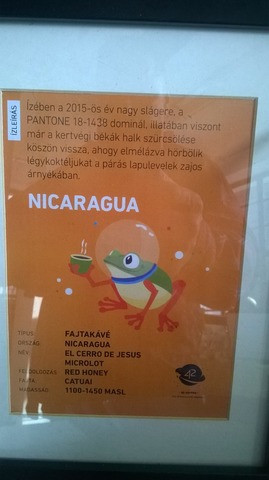 ÍZLEÍRÁS
Ízében a 2015-ös év nagy slágere, a
PANTONE 18-1438 dominál, illatában viszont
már a kertvégi békák halk szürcsölése
köszön vissza, ahogy elmélázva hörbölik
légykoktéljukat a párás lapulevelek zajos
árnyékában.
NICARAGUA
TÍPUS: FAJTAKÁVÉ
ORSZÁG: NICARAGUA
NÉV: EL CERRO DE JESUS
MICROLOT
FELDOLGOZÁS: RED HONEY
FAJTA: CATUAI
MAGASSÁG: 1100-1450 MASL
42